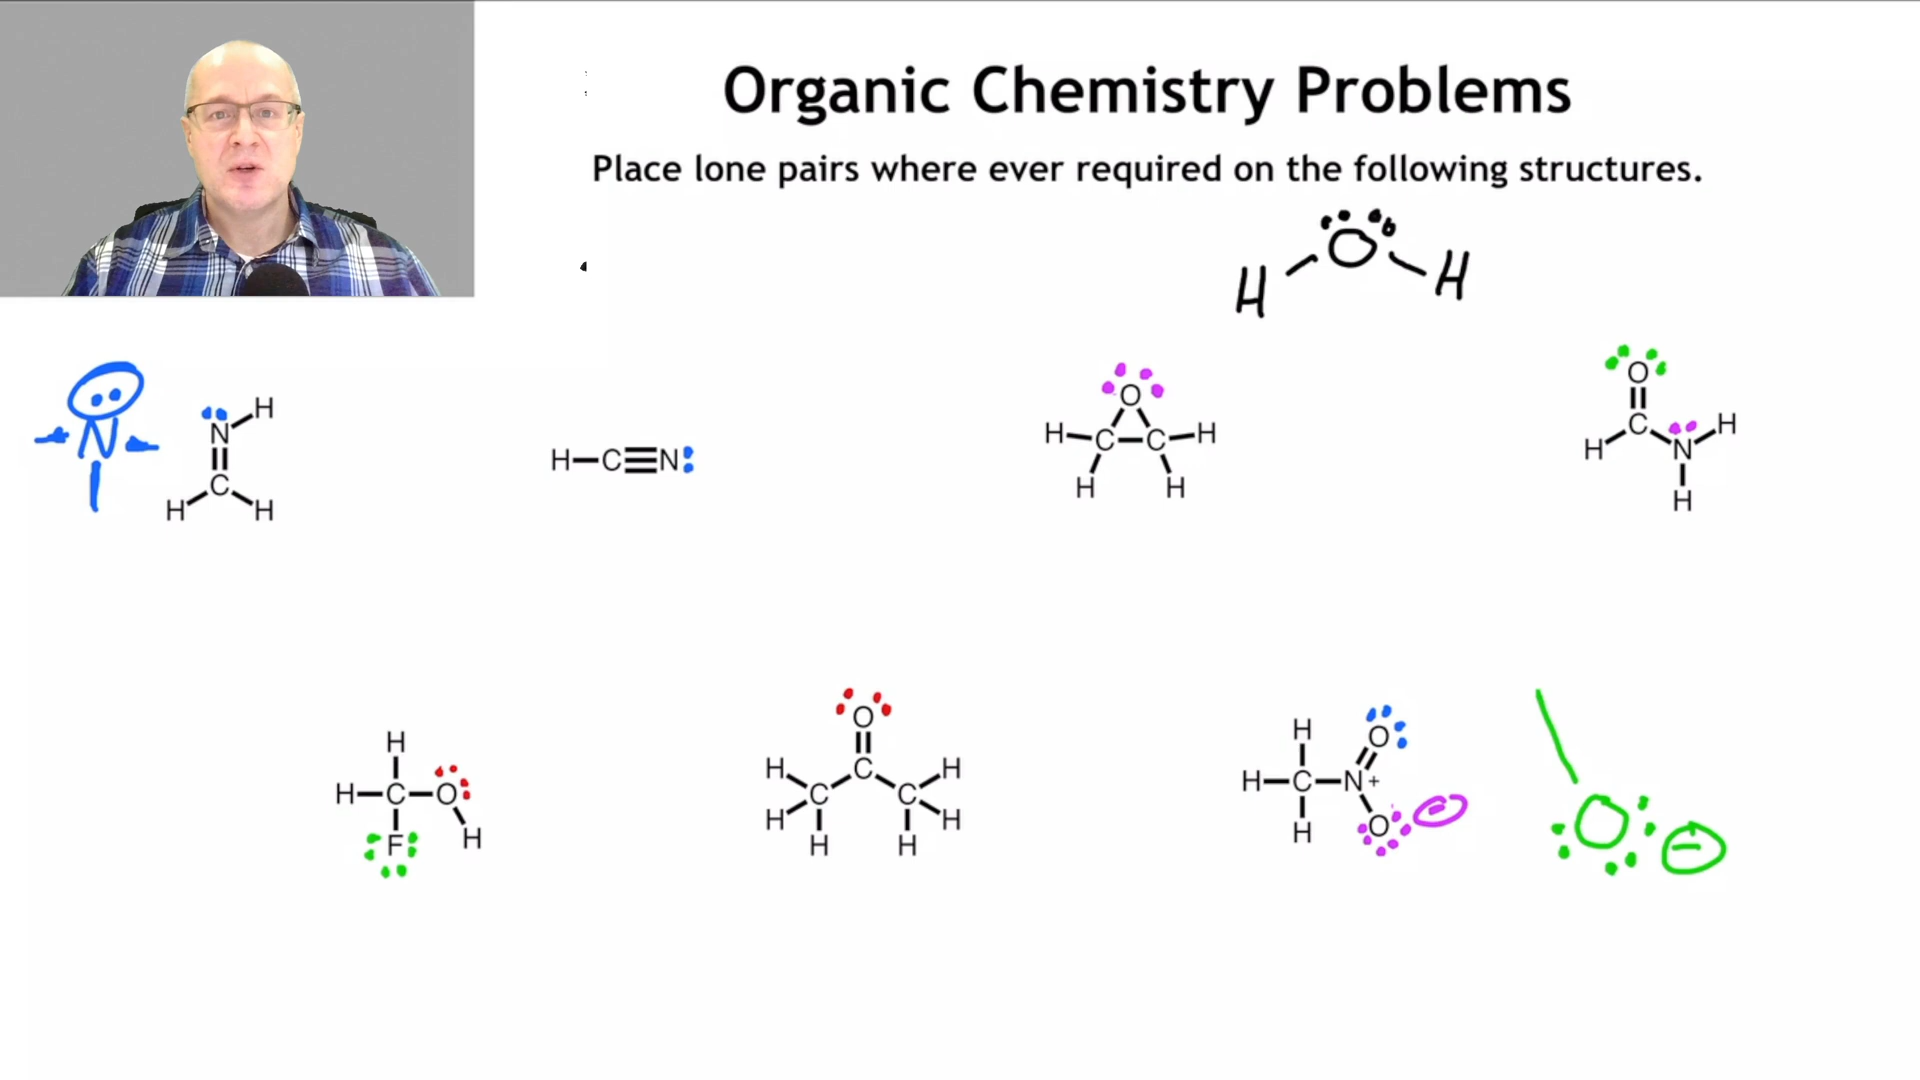 Organic Chemistry Problems
Place lone pairs where ever required on the following structures.
O
H H
N
N H
C
H H
H C N
O
H C C H
H H
O
C H
H N
H
H
H C O
F H
O
H C H
C C
H H
H H
H O
H C N+
H O −
O −